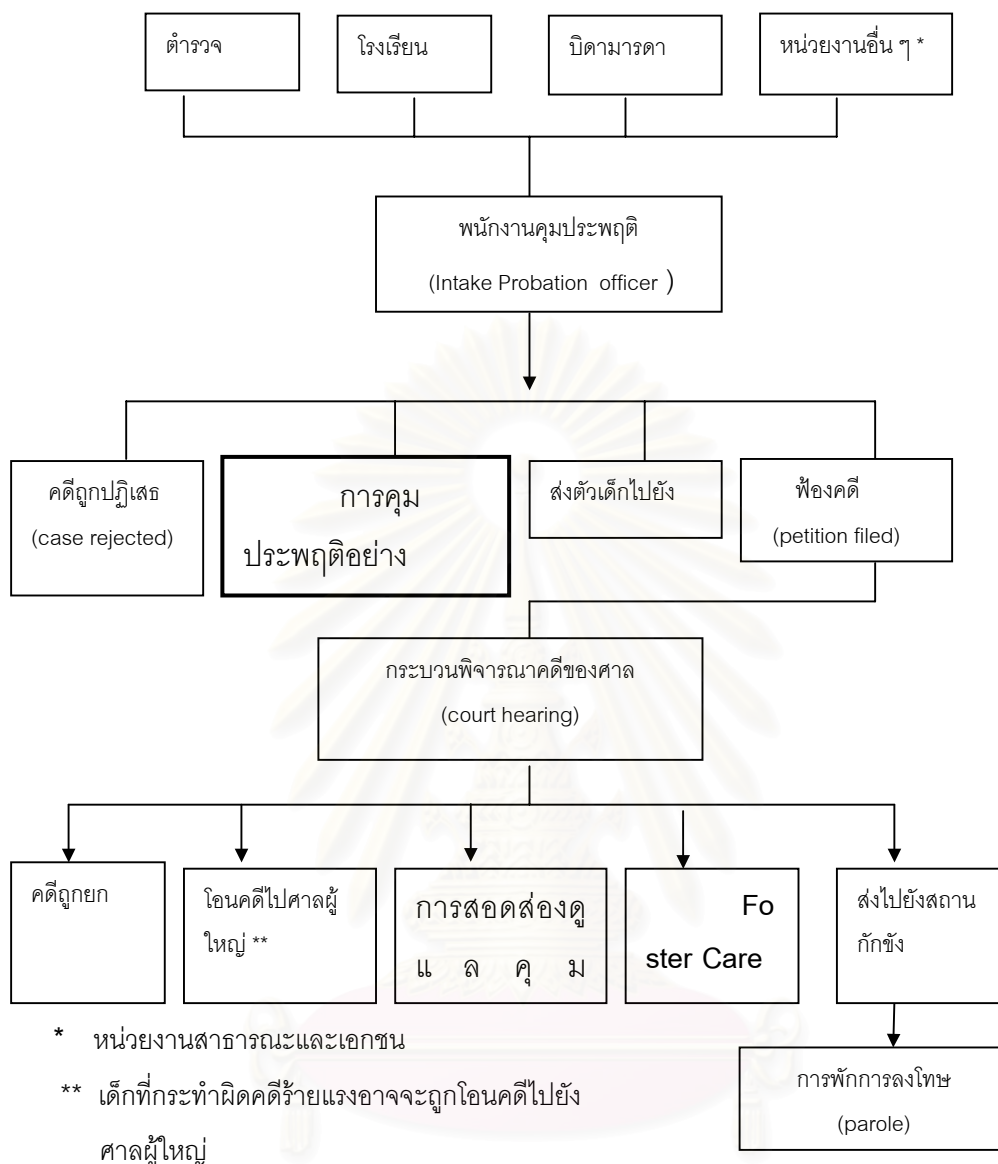 ตำรวจ
โรงเรียน
บิดามารดา
หน่วยงานอื่น ๆ *
พนักงานคุมประพฤติ
(Intake Probation officer )
คดีถูกปฏิเสธ
(case rejected)
การคุม
ประพฤติอย่าง
ส่งตัวเด็กไปยัง
ฟ้องคดี
(petition filed)
กระบวนพิจารณาคดีของศาล
(court hearing)
คดีถูกยก
โอนคดีไปศาลผู้
ใหญ่ **
การสอดส่องดู
แ ล คุ ม
Fo
ster Care
ส่งไปยังสถาน
กักขัง
* หน่วยงานสาธารณะและเอกชน
** เด็กที่กระทำผิดคดีร้ายแรงอาจจะถูกโอนคดีไปยัง
ศาลผู้ใหญ่
การพักการลงโทษ
(parole)